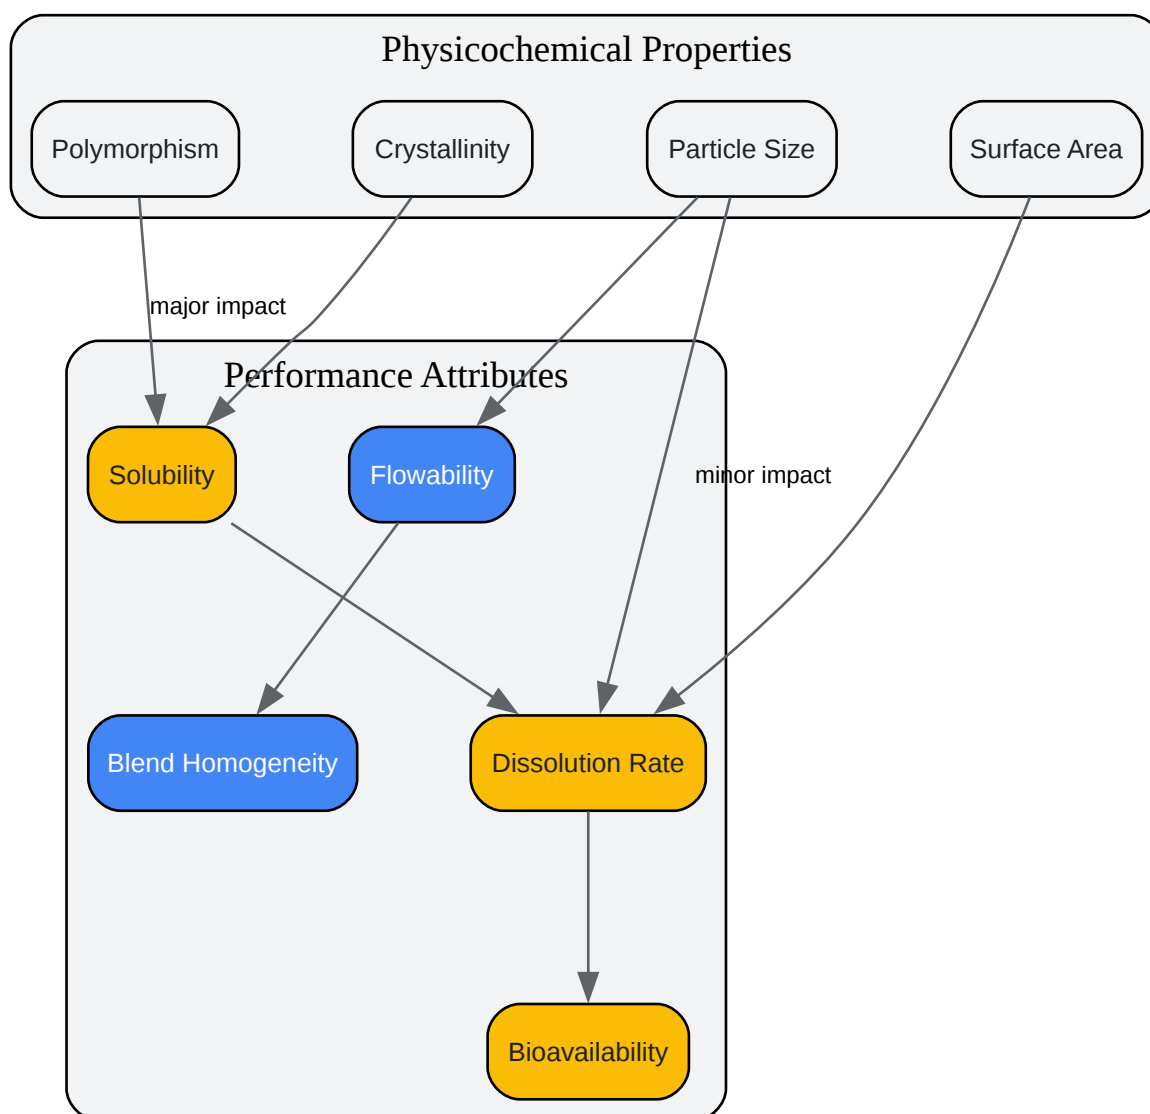 Physicochemical Properties
Polymorphism
Crystallinity
Particle Size
Surface Area
major impact
Performance Attributes
Solubility
Flowability
minor impact
Blend Homogeneity
Dissolution Rate
Bioavailability